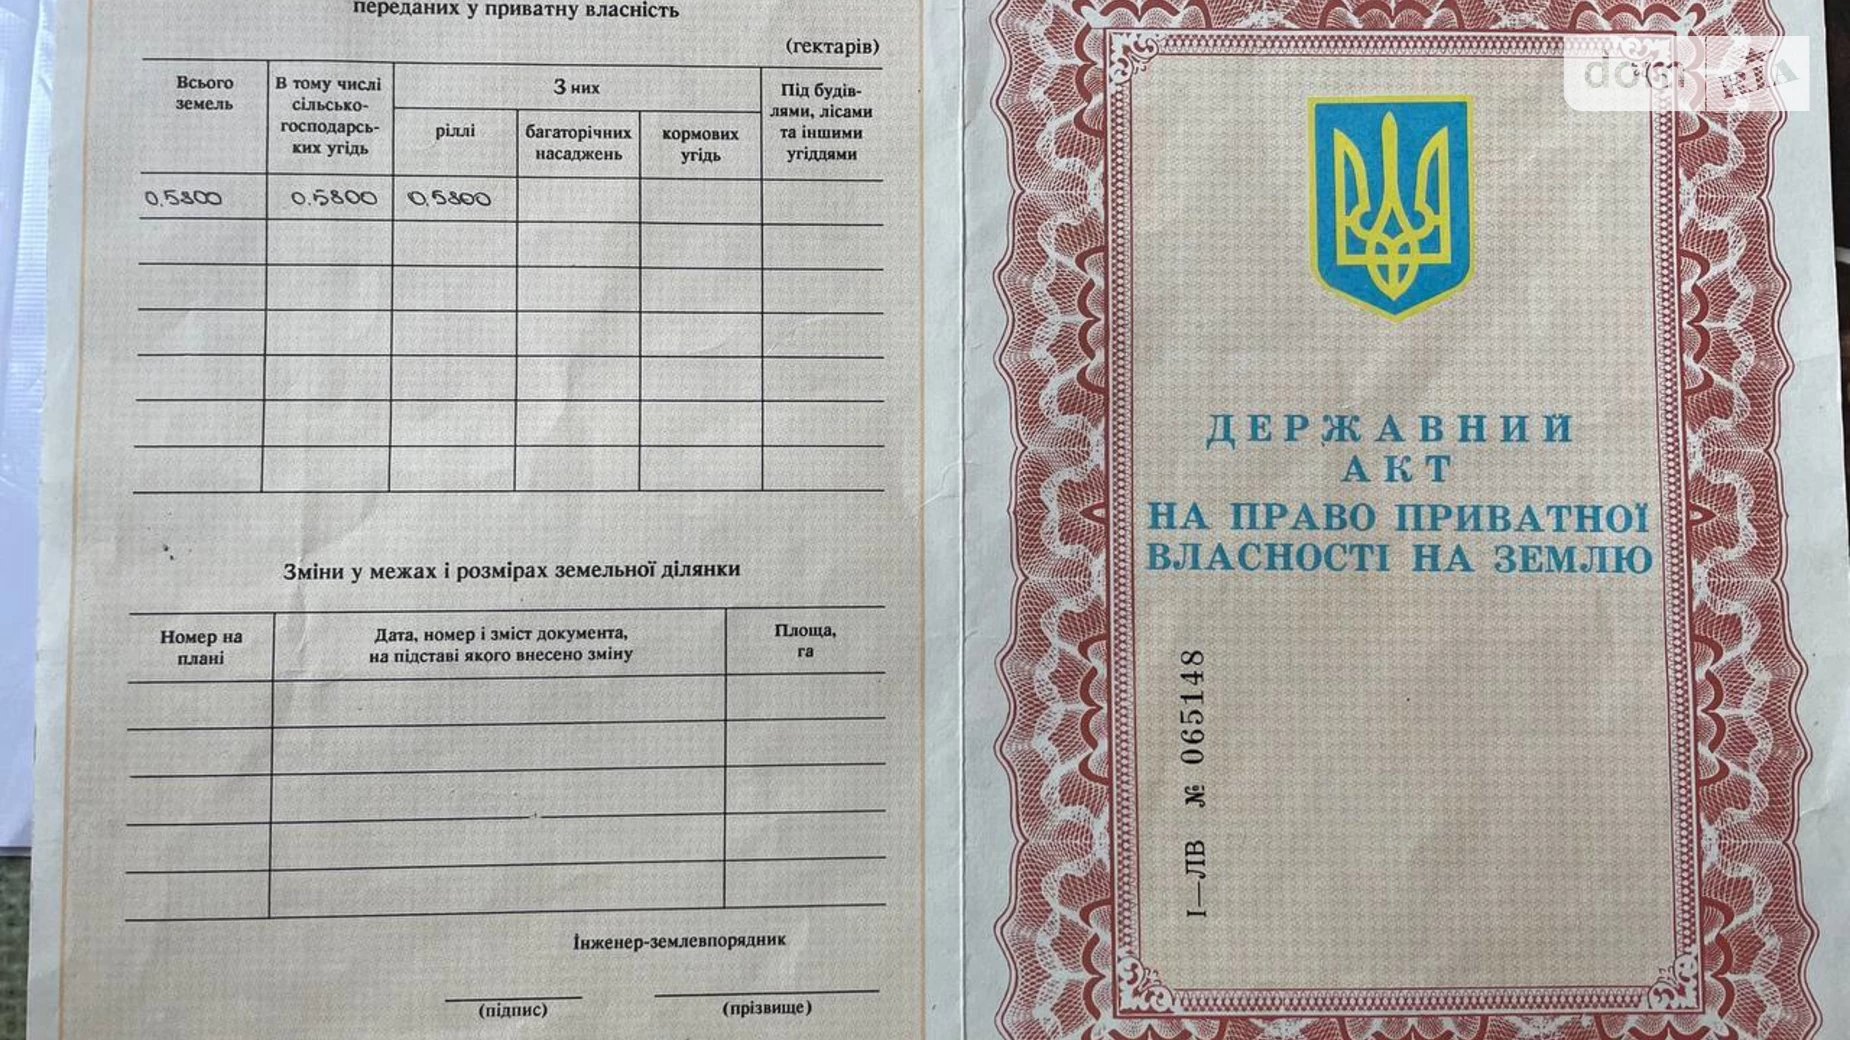 переданих у приватну власність
(гектарів)
Всього земель
В тому числі сільсько-господарсь-ких угідь
З них
ріллі
багаторічних насаджень
кормових угідь
Під будів-лями, лісами та іншими угіддями
0,5800 0,5800 0,5800
Зміни у межах і розмірах земельної ділянки
Номер на плані
Дата, номер і зміст документа, на підставі якого внесено зміну
Площа, га
Інженер-землевпорядник
(підпис) (прізвище)
dom RIA
ДЕРЖАВНИЙ
АКТ
НА ПРАВО ПРИВАТНОЇ
ВЛАСНОСТІ НА ЗЕМЛЮ
І—ЛВ № 065148